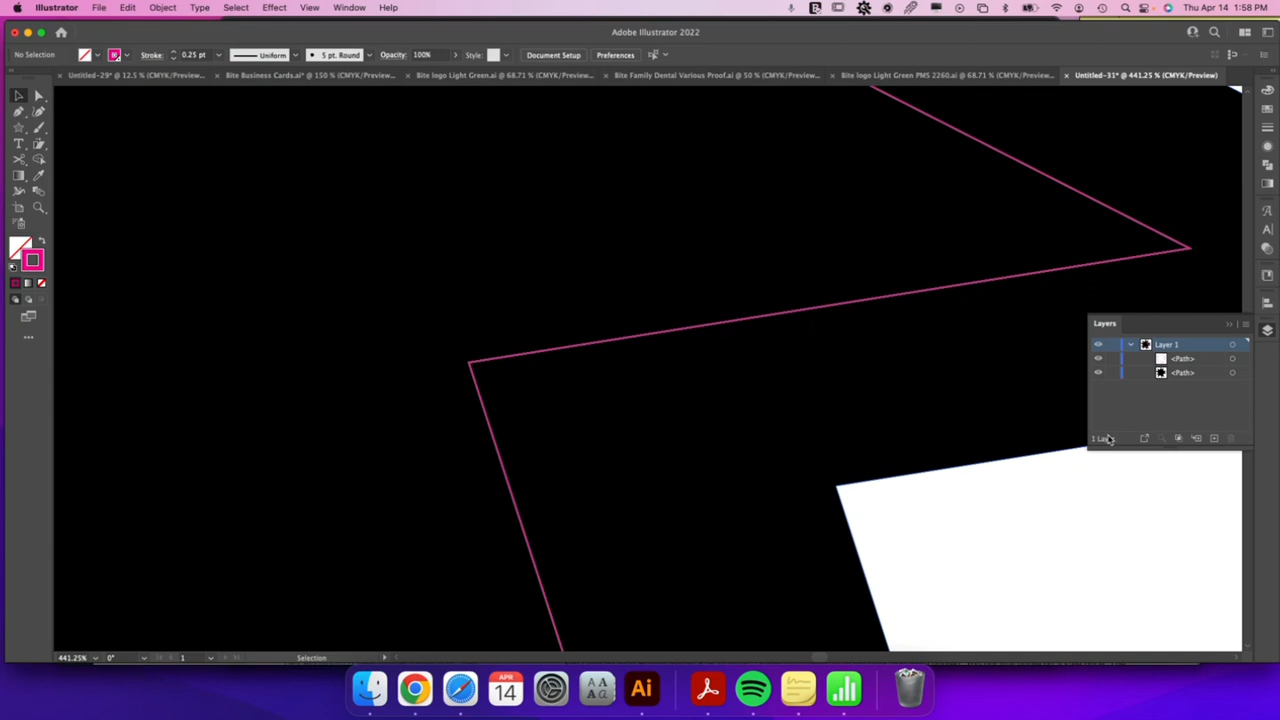 Illustrator File Edit Object Type Select Effect View Window Help Thu Apr 14 1:58 PM
Adobe Illustrator 2022
No Selection Stroke: 0.25 pt Uniform 5 pt. Round Opacity: 100% Style: Document Setup Preferences
× Untitled-29* @ 12.5 % (CMYK/Preview... × Bite Business Cards.ai* @ 150 % (CMYK/Preview... × Bite logo Light Green.ai @ 68.71 % (CMYK/Preview... × Bite Family Dental Various Proof.ai @ 50 % (CMYK/Preview... × Bite logo Light Green PMS 2260.ai @ 68.71 % (CMYK/Preview... × Untitled-31* @ 441.25 % (CMYK/Preview)
Layers
Layer 1
<Path>
<Path>
441.25% 0° 1 Selection
APR
14
Ai